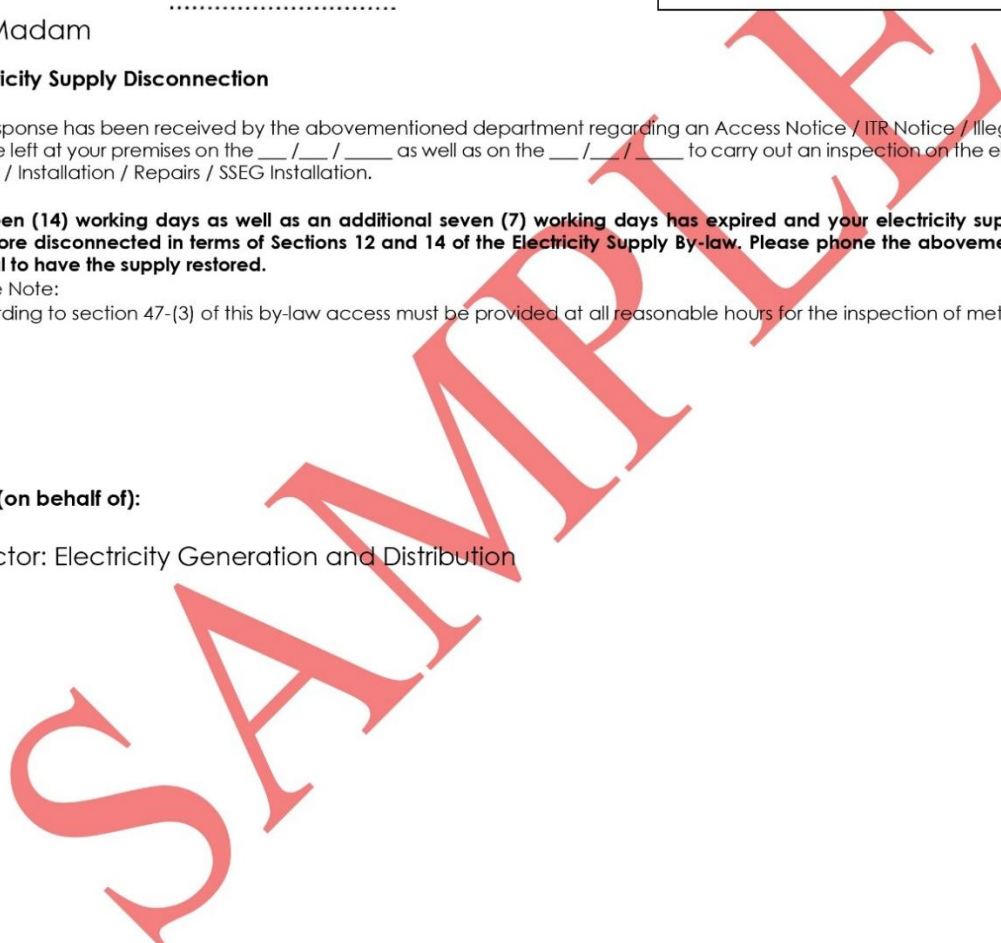 Madam
icity Supply Disconnection
sponse has been received by the abovementioned department regarding an Access Notice / ITR Notice / Illeg
e left at your premises on the ___ /___ / _____ as well as on the ___ /___ / _____ to carry out an inspection on the e
/ Installation / Repairs / SSEG Installation.
en (14) working days as well as an additional seven (7) working days has expired and your electricity sup
ore disconnected in terms of Sections 12 and 14 of the Electricity Supply By-law. Please phone the aboveme
l to have the supply restored.
e Note:
ding to section 47-(3) of this by-law access must be provided at all reasonable hours for the inspection of met
(on behalf of):
ctor: Electricity Generation and Distribution
SAMPLE